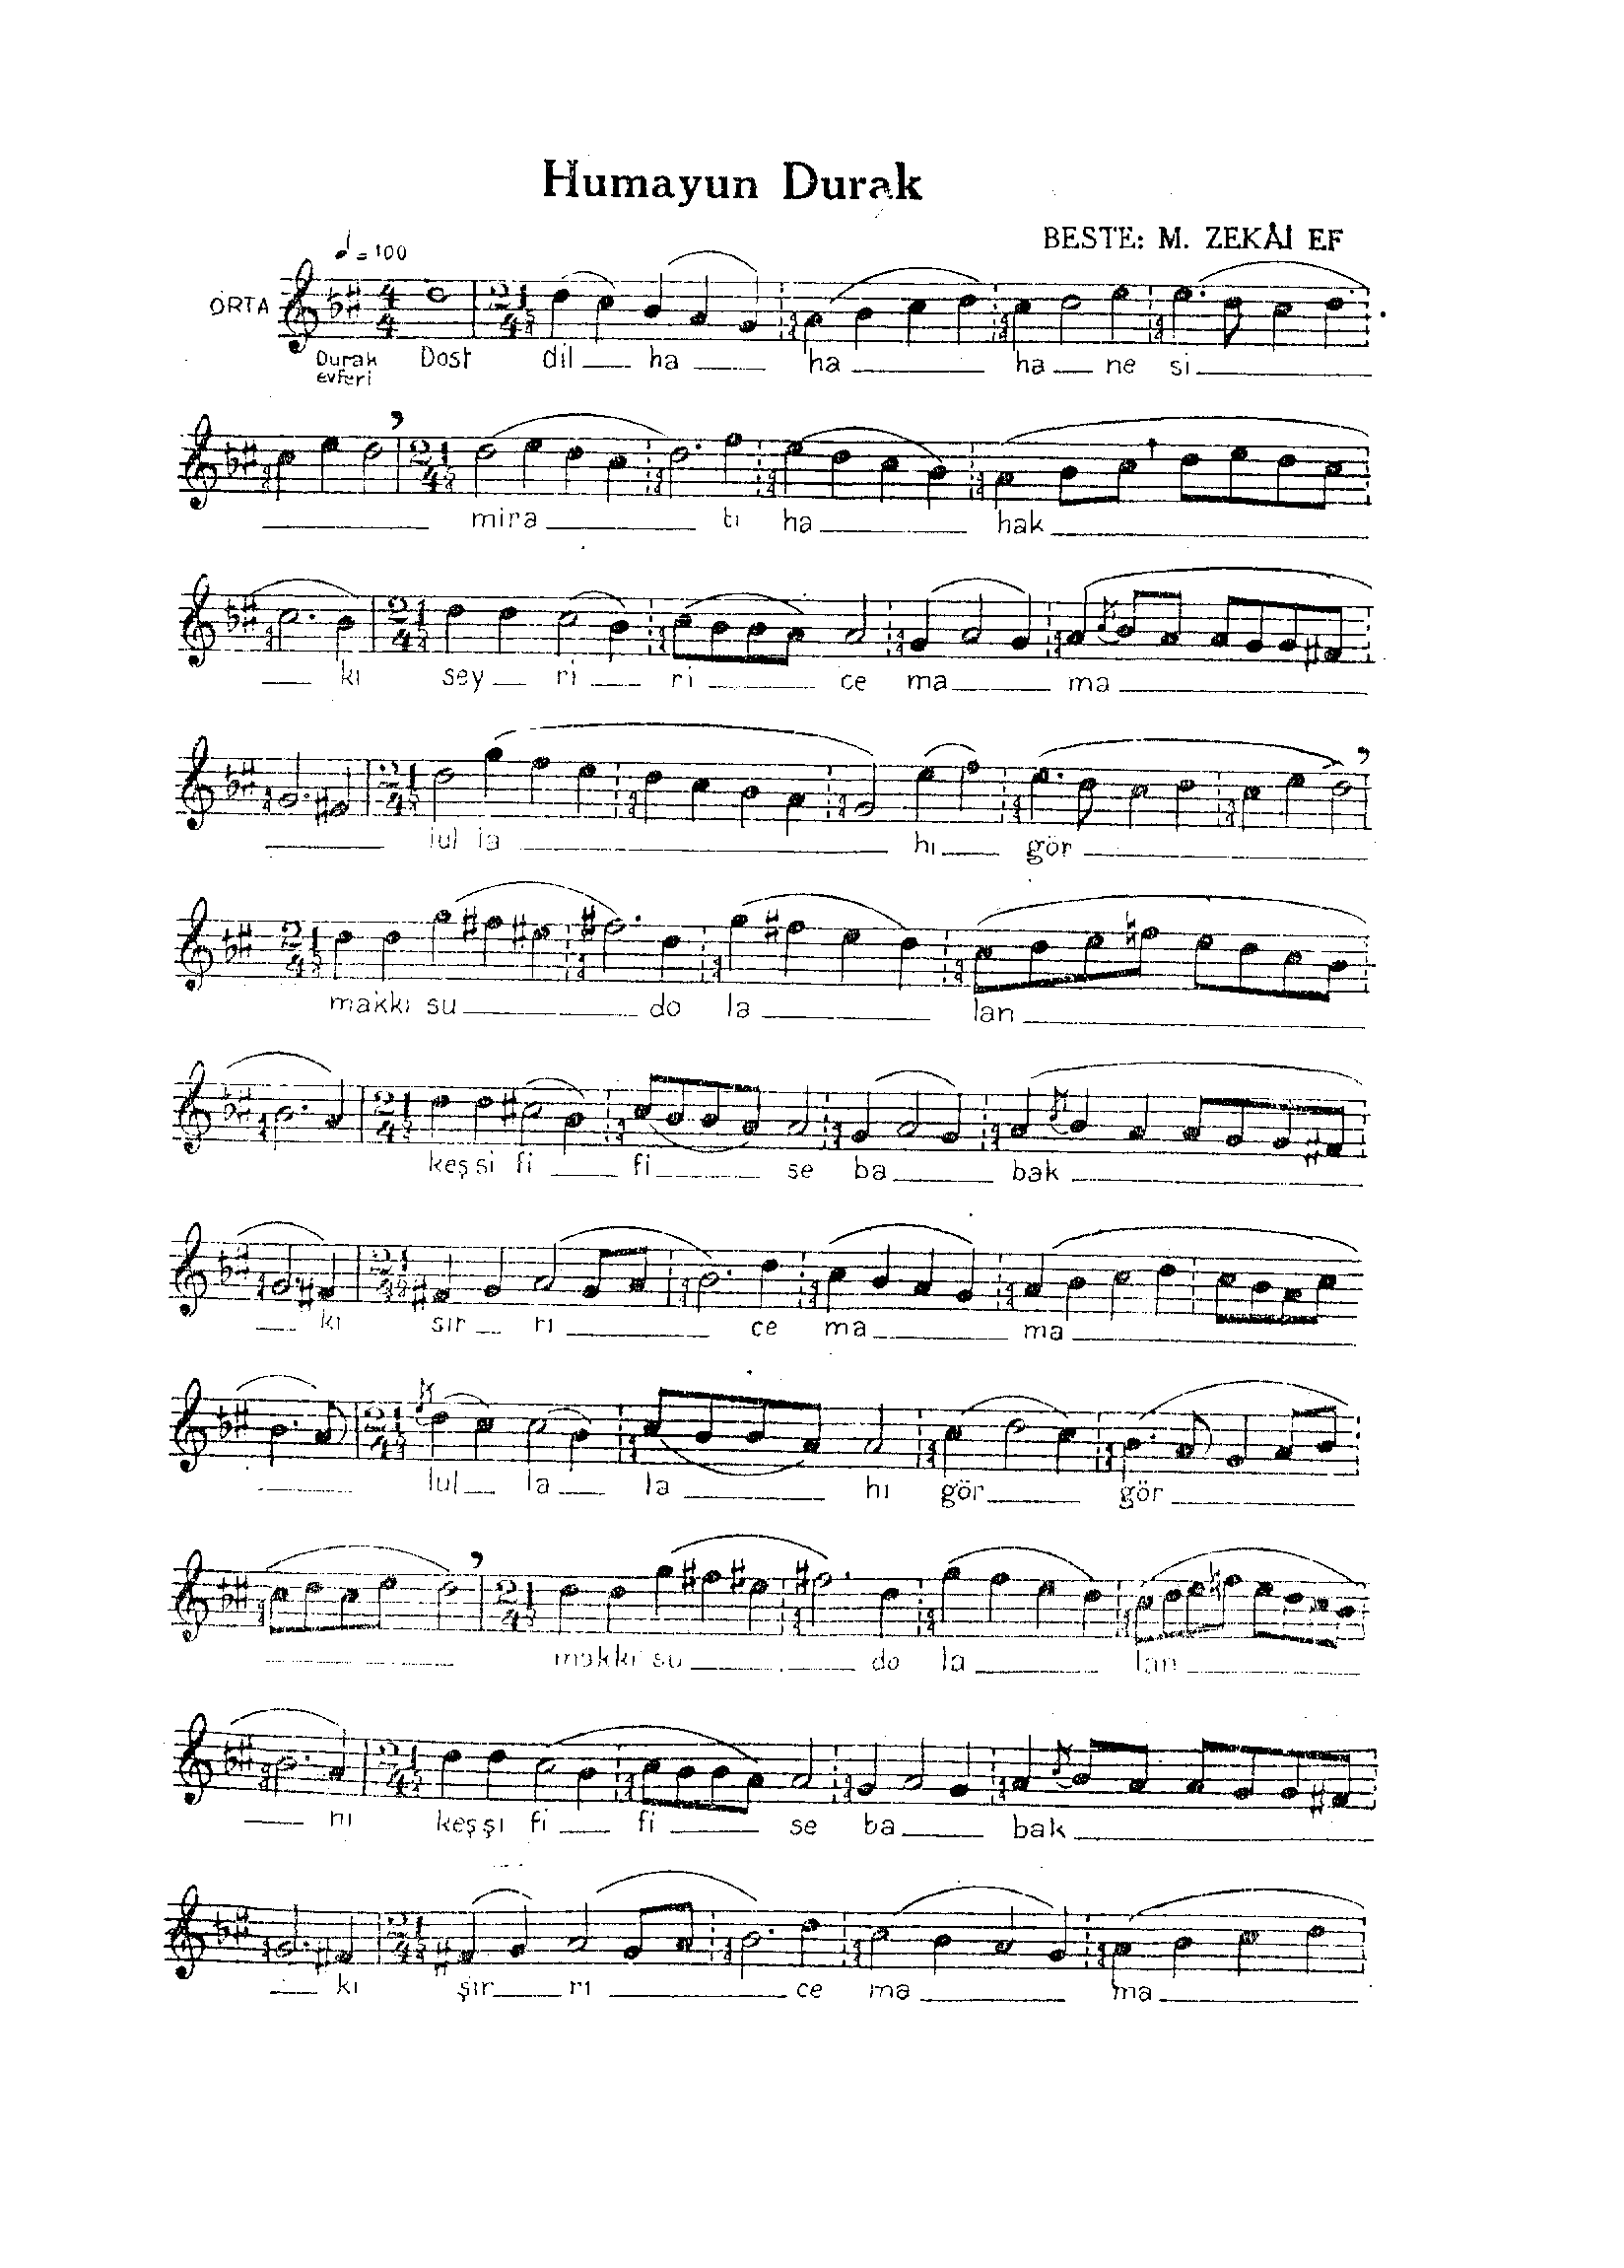 Humayun Durak
BESTE: M. ZEKÂİ EF
♩ = 100
ORTA
Durak evferi
Dost dil ha ha ha ne si
mira tı ha hak
kı sey ri ri ce ma ma
lul la hı gör
makkı su do la lan
keşsi fi fi se ba bak
kı sır rı ce ma ma
lul la la hı gör gör
makkı su do la lan
nı keşşı fi fi se ba bak
kı şır rı ce ma ma